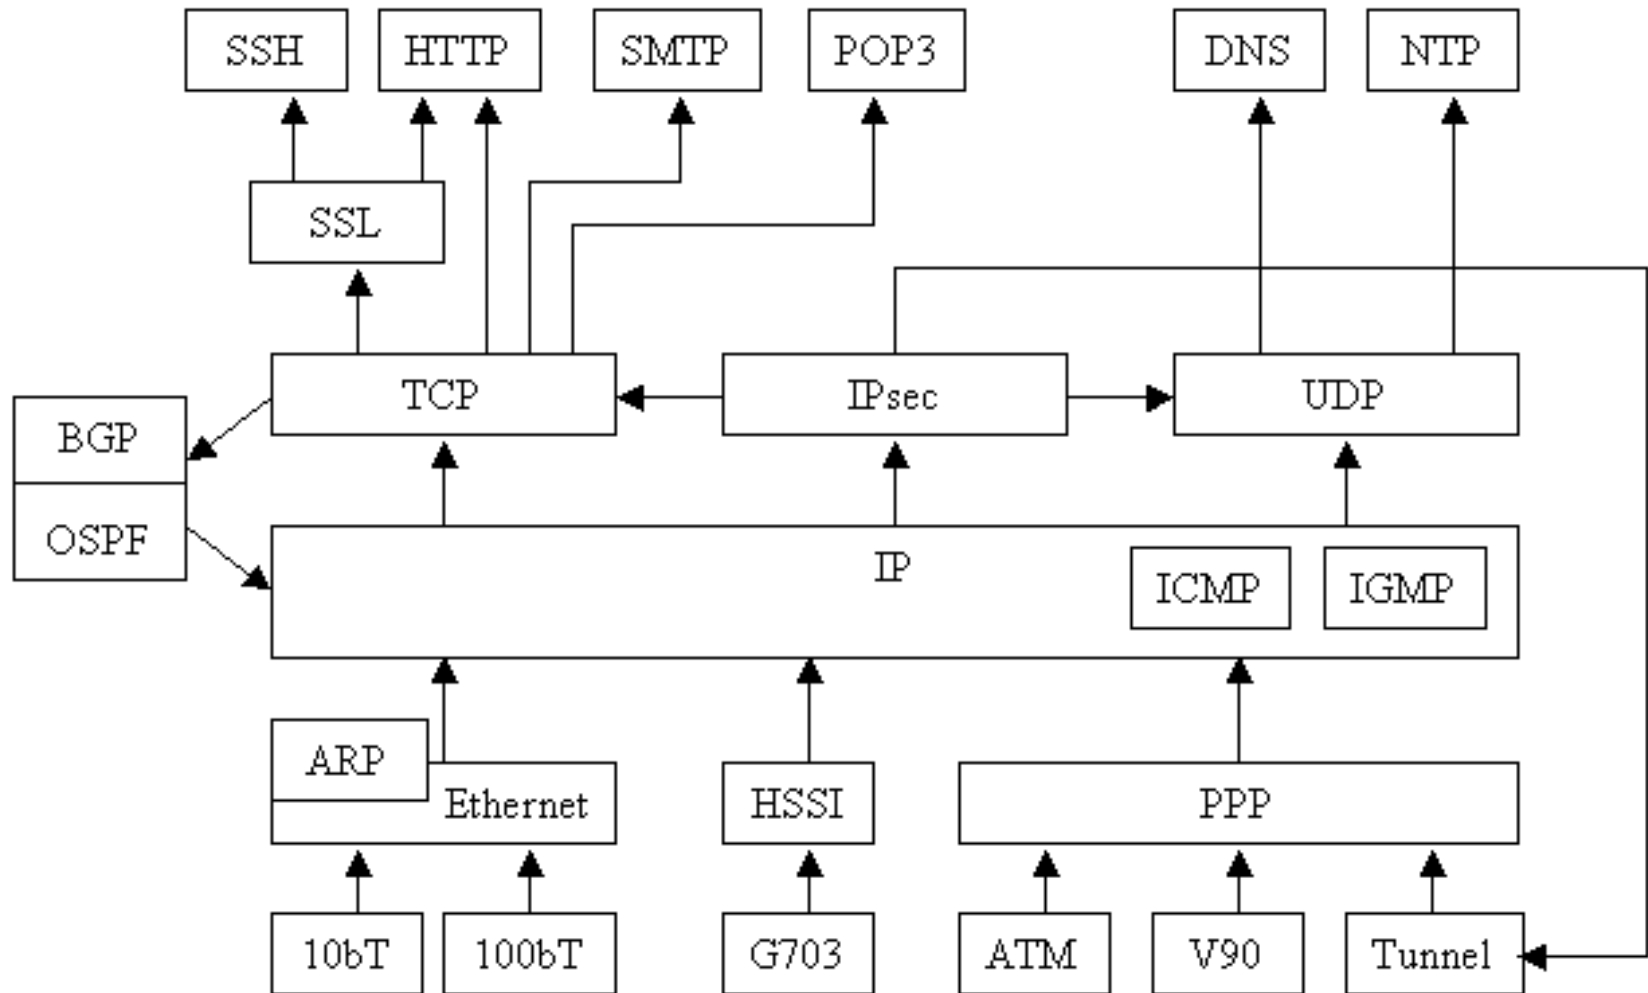 SSH
HTTP
SMTP
POP3
DNS
NTP
SSL
TCP
IPsec
UDP
BGP
OSPF
IP
ICMP
IGMP
ARP
Ethernet
HSSI
PPP
10bT
100bT
G703
ATM
V90
Tunnel